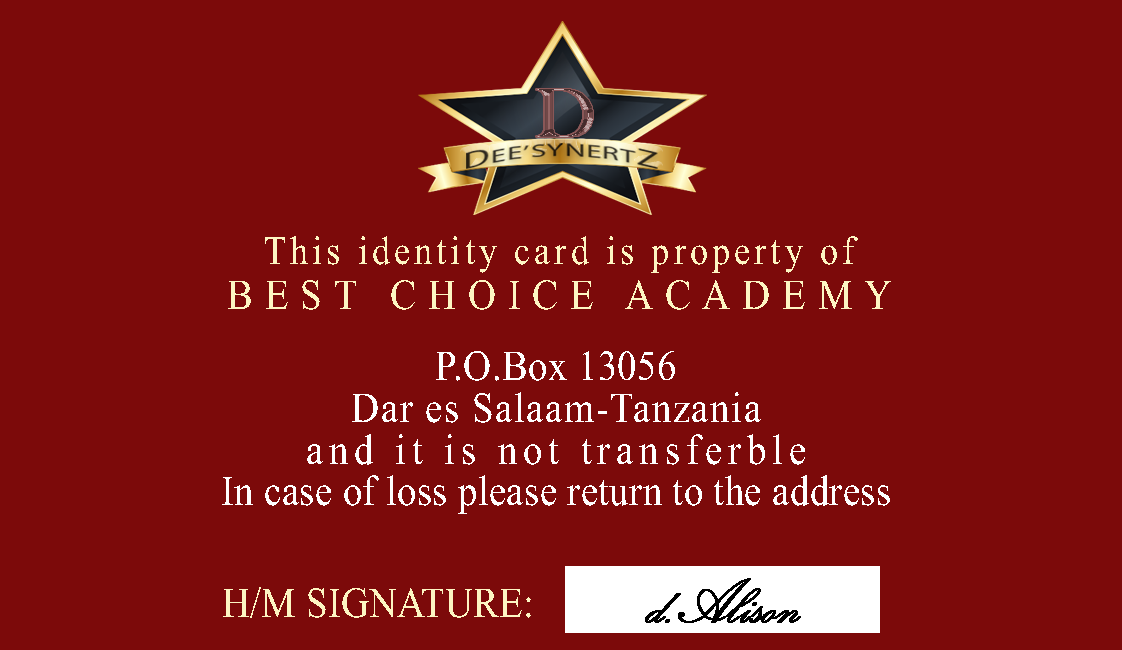 D
DEE'SYNERTZ
This identity card is property of
BEST CHOICE ACADEMY
P.O.Box 13056
Dar es Salaam-Tanzania
and it is not transferble
In case of loss please return to the address
H/M SIGNATURE: d.Alison